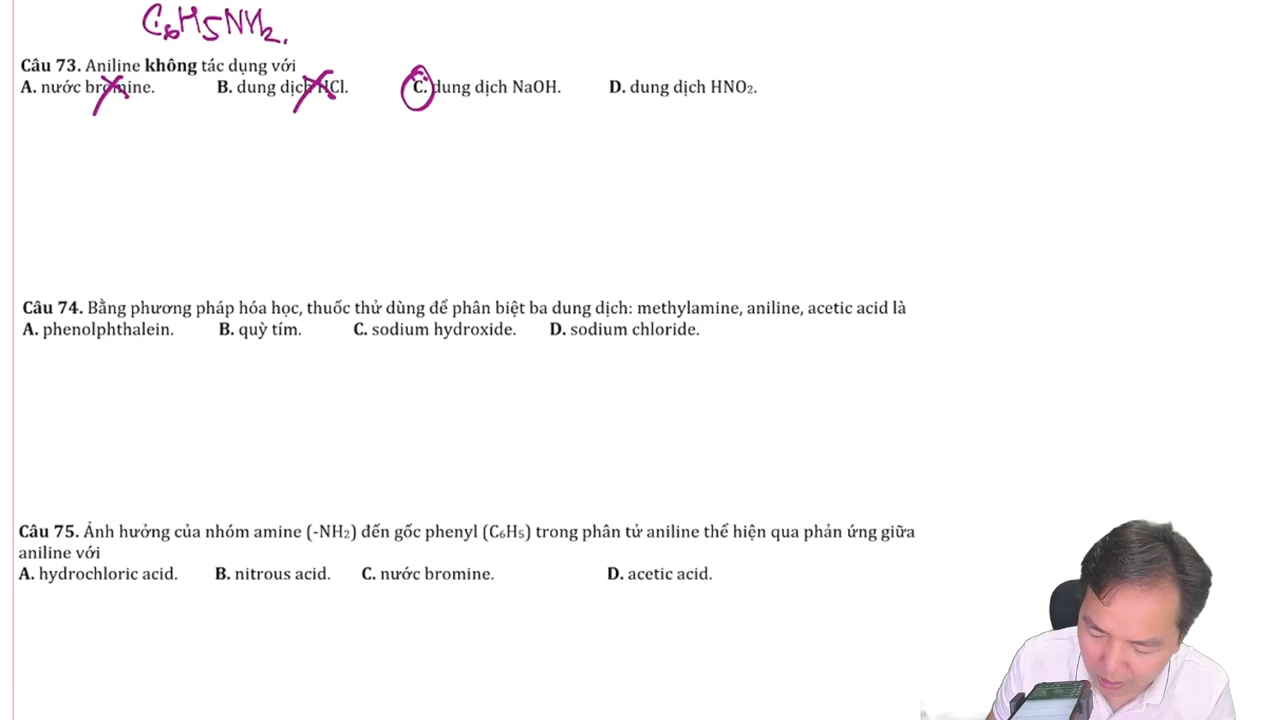 C₆H5NH₂.
Câu 73. Aniline không tác dụng với
A. nước bromine. B. dung dịch HCl. C. dung dịch NaOH. D. dung dịch HNO₂.
Câu 74. Bằng phương pháp hóa học, thuốc thử dùng để phân biệt ba dung dịch: methylamine, aniline, acetic acid là
A. phenolphthalein. B. quỳ tím. C. sodium hydroxide. D. sodium chloride.
Câu 75. Ảnh hưởng của nhóm amine (-NH₂) đến gốc phenyl (C₆H₅) trong phân tử aniline thể hiện qua phản ứng giữa
aniline với
A. hydrochloric acid. B. nitrous acid. C. nước bromine. D. acetic acid.